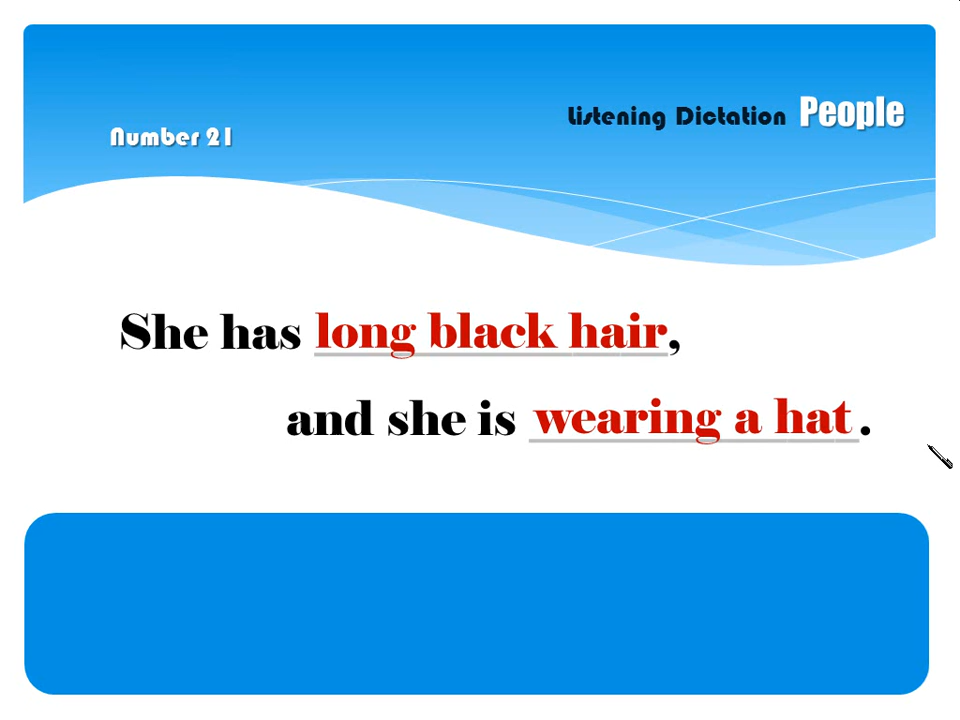 Listening Dictation People
Number 21
She has long black hair,
and she is wearing a hat.